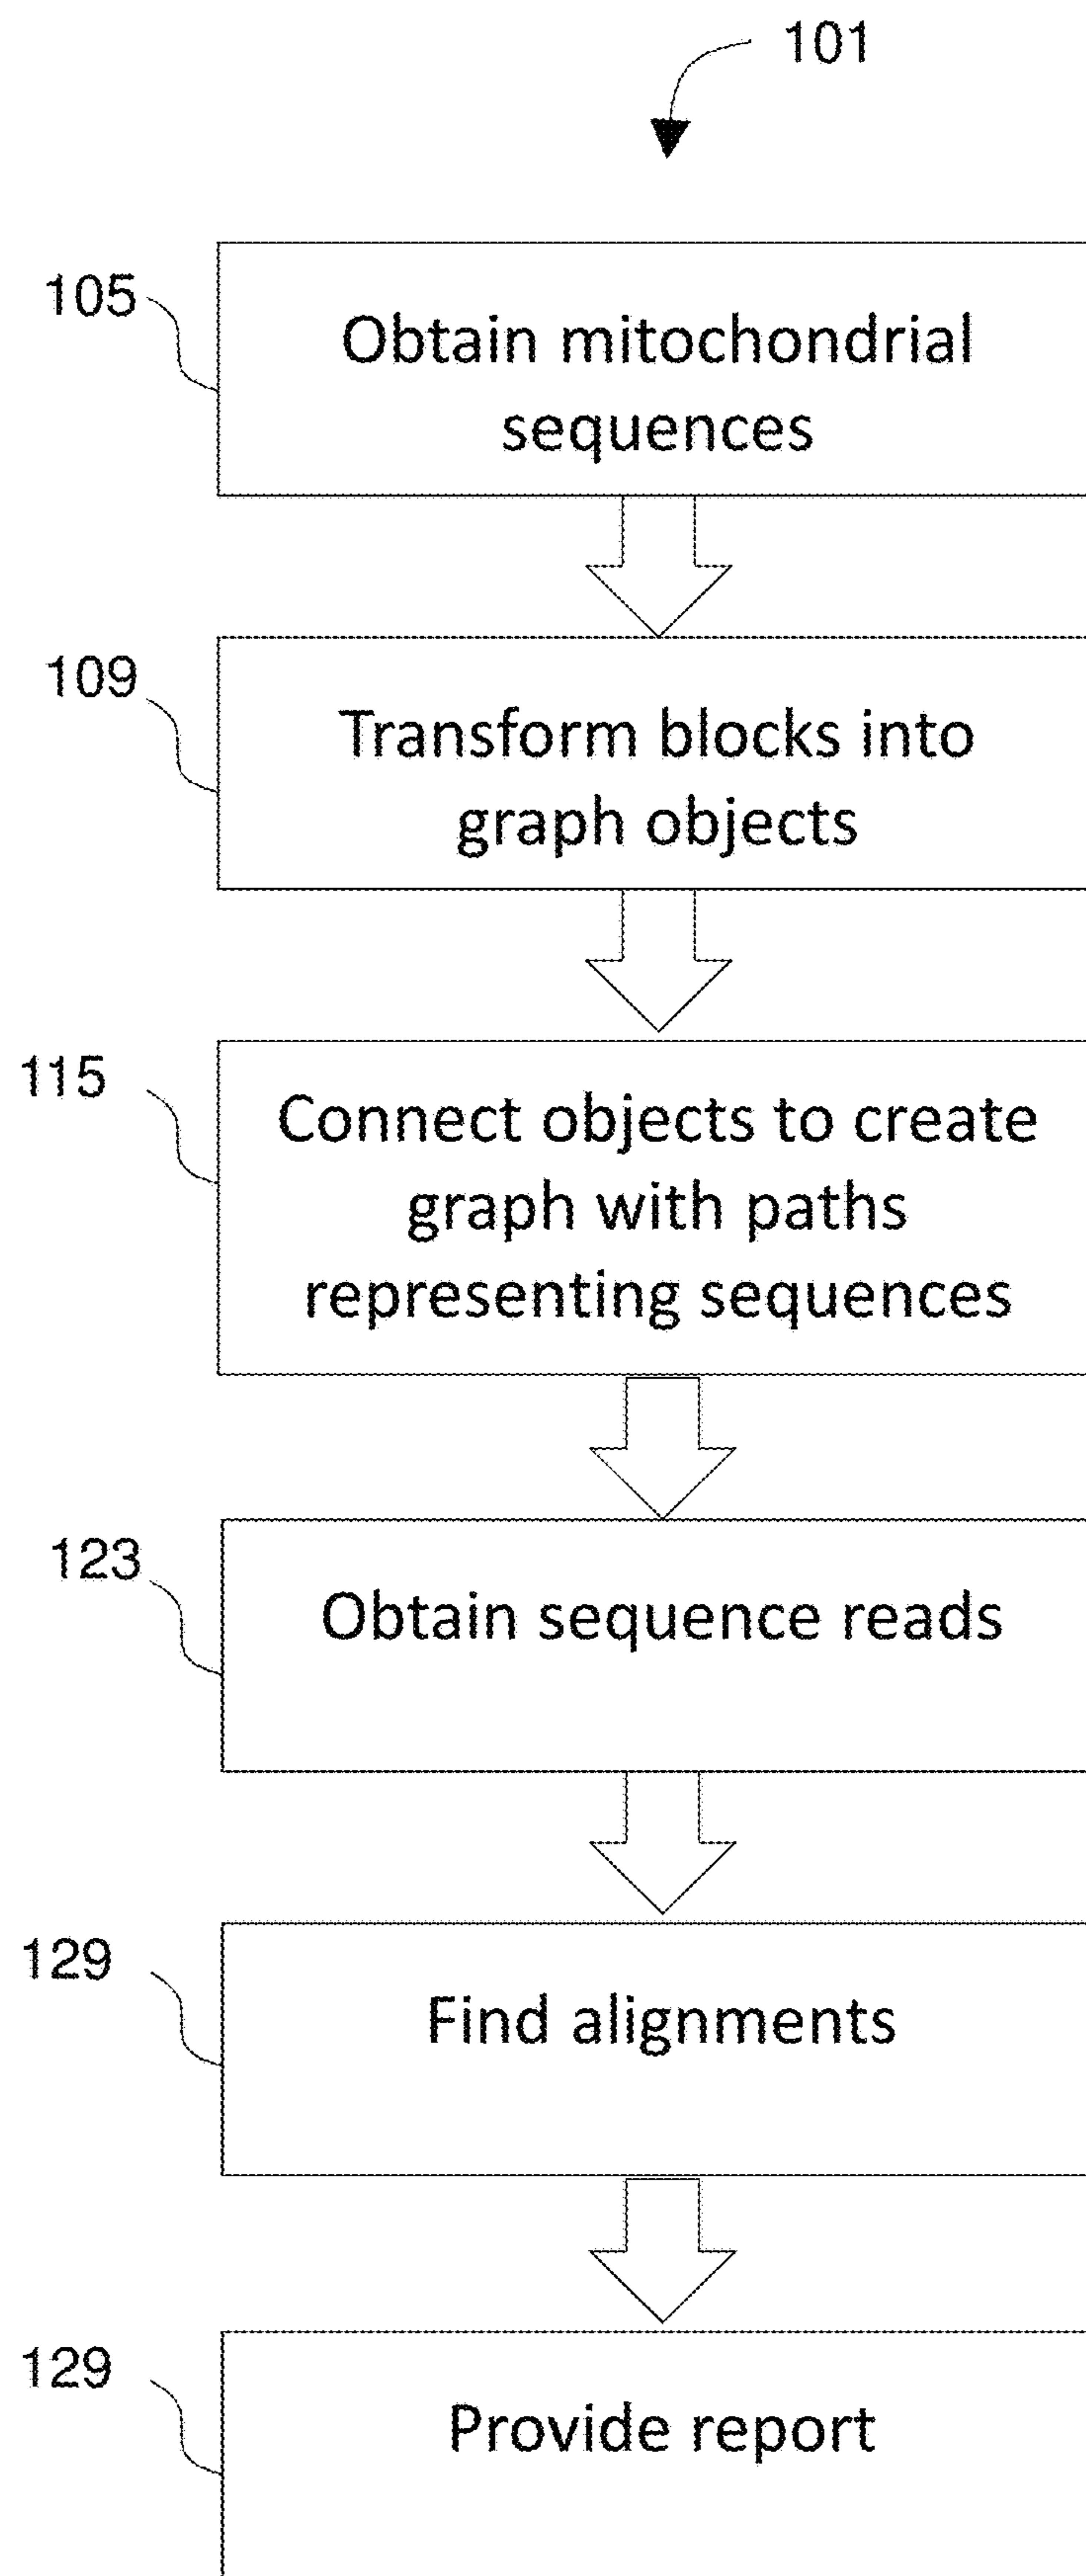 101
105
Obtain mitochondrial
sequences
109
Transform blocks into
graph objects
115
Connect objects to create
graph with paths
representing sequences
123
Obtain sequence reads
129
Find alignments
129
Provide report